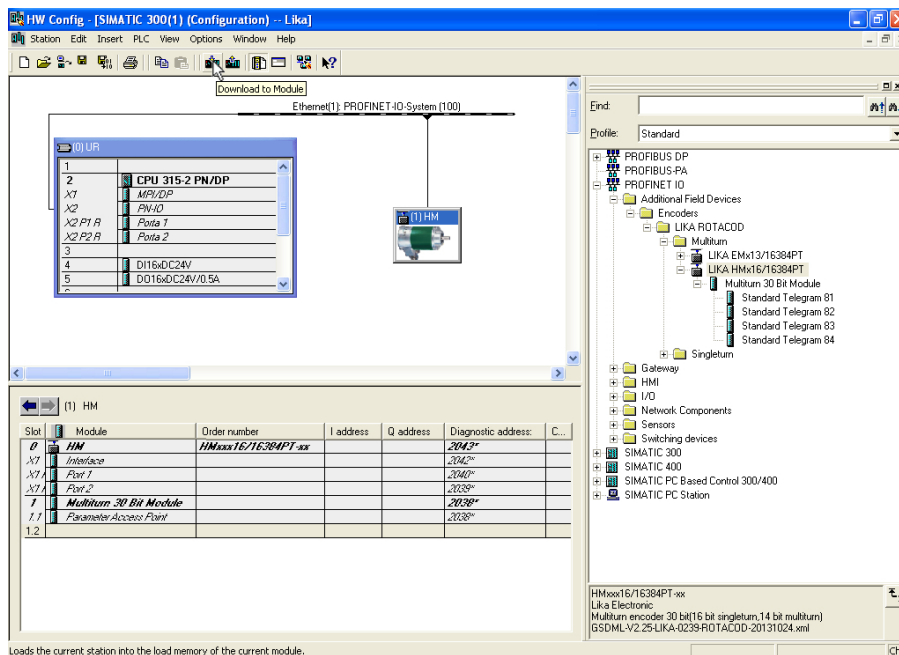 HW Config - [SIMATIC 300(1) (Configuration) -- Lika]
Station Edit Insert PLC View Options Window Help
Download to Module
Ethernet(1): PROFINET-IO-System (100)
(0) UR
1
2 CPU 315-2 PN/DP
X1 MPI/DP
X2 PN-IO
X2 P1 R Porta 1
X2 P2 R Porta 2
3
4 DI16xDC24V
5 DO16xDC24V/0.5A
(1) HM
(1) HM
Slot Module Order number I address Q address Diagnostic address: C...
0 HM HMxxx16/16384PT-xx 2043*
X1 Interface 2042*
X1 Port 1 2040*
X1 Port 2 2039*
1 Multiturn 30 Bit Module 2038*
1.1 Parameter Access Point 2038*
1.2
Find:
Profile: Standard
PROFIBUS DP
PROFIBUS-PA
PROFINET IO
Additional Field Devices
Encoders
LIKA ROTACOD
Multiturn
LIKA EMx13/16384PT
LIKA HMx16/16384PT
Multiturn 30 Bit Module
Standard Telegram 81
Standard Telegram 82
Standard Telegram 83
Standard Telegram 84
Singleturn
Gateway
HMI
I/O
Network Components
Sensors
Switching devices
SIMATIC 300
SIMATIC 400
SIMATIC PC Based Control 300/400
SIMATIC PC Station
HMxxx16/16384PT-xx
Lika Electronic
Multiturn encoder 30 bit(16 bit singleturn,14 bit multiturn)
GSDML-V2.25-LIKA-0239-ROTACOD-20131024.xml
Loads the current station into the load memory of the current module.